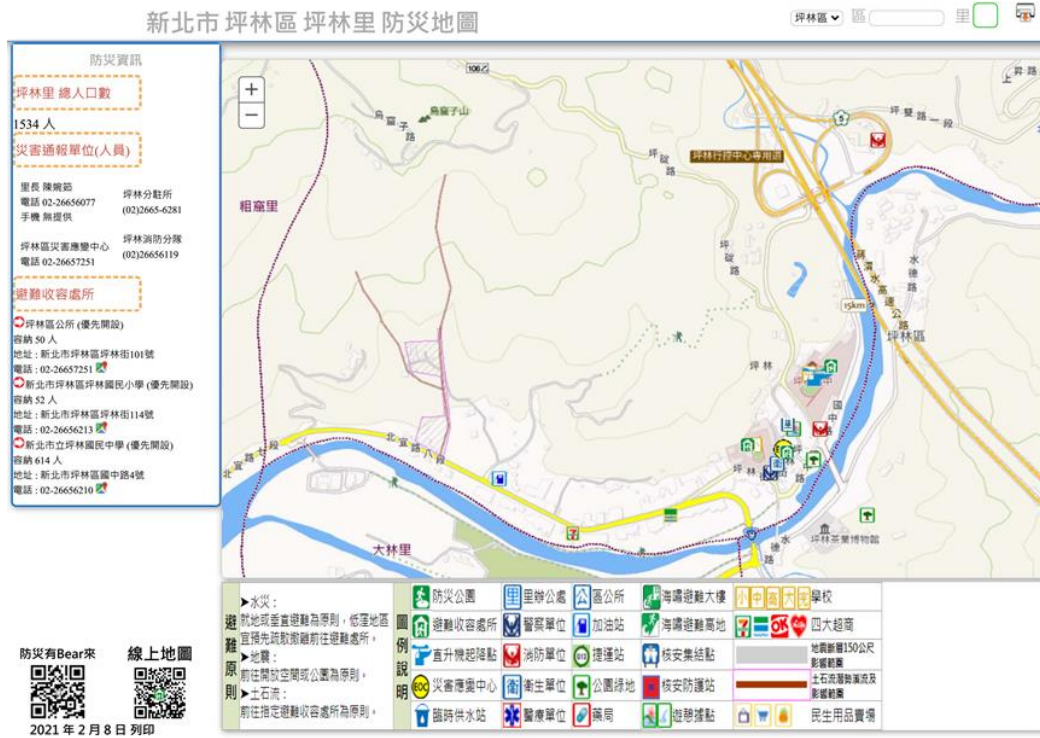 新北市 坪林區 坪林里 防災地圖
坪林區 區 里
防災資訊
坪林里 總人口數
1534 人
災害通報單位(人員)
里長 陳婉茹
電話 02-26656077
手機 無提供
坪林分駐所
(02)2665-6281
坪林區災害應變中心
電話 02-26657251
坪林消防分隊
(02)26656119
避難收容處所
坪林區公所 (優先開設)
容納 50 人
地址 : 新北市坪林區坪林街101號
電話 : 02-26657251
新北市坪林區坪林國民小學 (優先開設)
容納 52 人
地址 : 新北市坪林區坪林街114號
電話 : 02-26656213
新北市立坪林國民中學 (優先開設)
容納 614 人
地址 : 新北市坪林區國中路4號
電話 : 02-26656210
+
−
106乙
烏窟子山
烏窟子路
上昇路
坪雙路一段
5
坪林行控中心專用道
坪碇路
粗窟里
坪碇路
水德路
蔣渭水高速公路
15km
坪林區
坪林
國中路
北宜路七段
北宜路八段
坪林
水德路
坪林茶業博物館
大林里
避難原則
➤水災：
就地或垂直避難為原則，低窪地區
宜預先疏散撤離前往避難處所。
➤地震：
前往開放空間或公園為原則。
➤土石流：
前往指定避難收容處所為原則。
圖例說明
防災公園 里 里辦公處 公 區公所 海嘯避難大樓 小 中 高 大 宅 學校
避難收容處所 警察單位 加油站 海嘯避難高地 7 OK 四大超商
直升機起降點 消防單位 捷運站 核安集結點 地震斷層150公尺
影響範圍
EOC 災害應變中心 衛 衛生單位 公園綠地 核安防護站 土石流潛勢溪流及
影響範圍
臨時供水站 醫療單位 藥局 遊憩據點 民生用品賣場
防災有Bear來 線上地圖
2021 年 2 月 8 日 列印